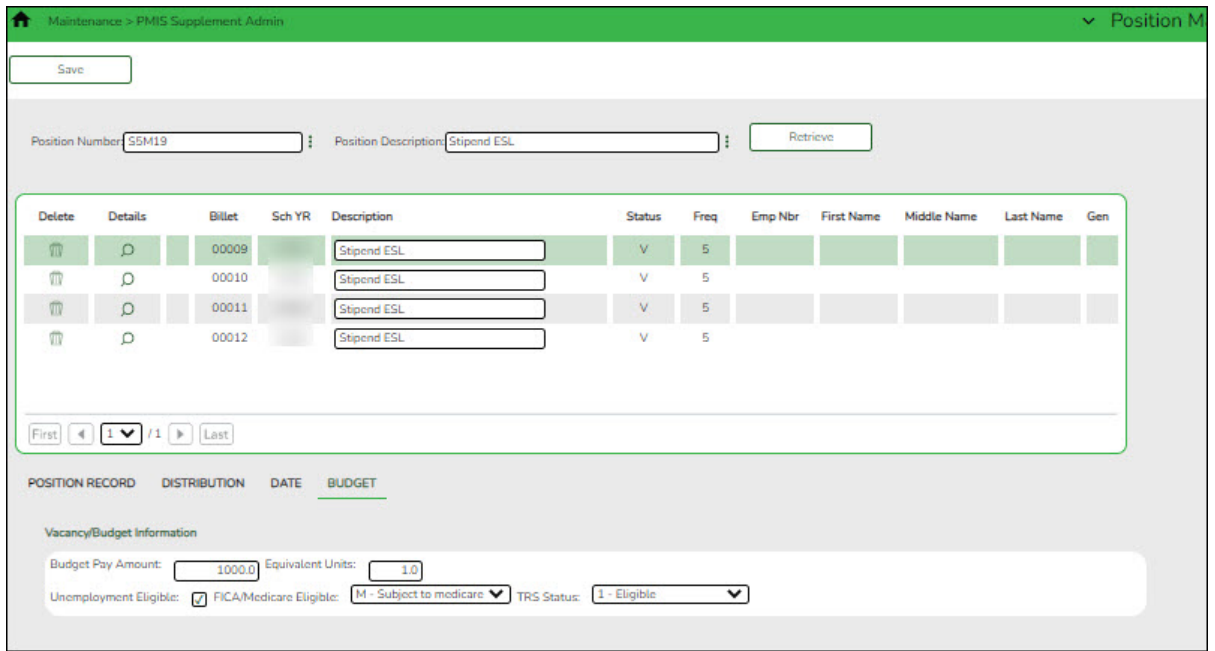 Maintenance > PMIS Supplement Admin Position M
Save
Position Number: S5M19 Position Description: Stipend ESL Retrieve
Delete Details Billet Sch YR Description Status Freq Emp Nbr First Name Middle Name Last Name Gen
00009 Stipend ESL V 5
00010 Stipend ESL V 5
00011 Stipend ESL V 5
00012 Stipend ESL V 5
First 1 / 1 Last
POSITION RECORD DISTRIBUTION DATE BUDGET
Vacancy/Budget Information
Budget Pay Amount: 1000.0 Equivalent Units: 1.0
Unemployment Eligible: FICA/Medicare Eligible: M - Subject to medicare TRS Status: 1 - Eligible